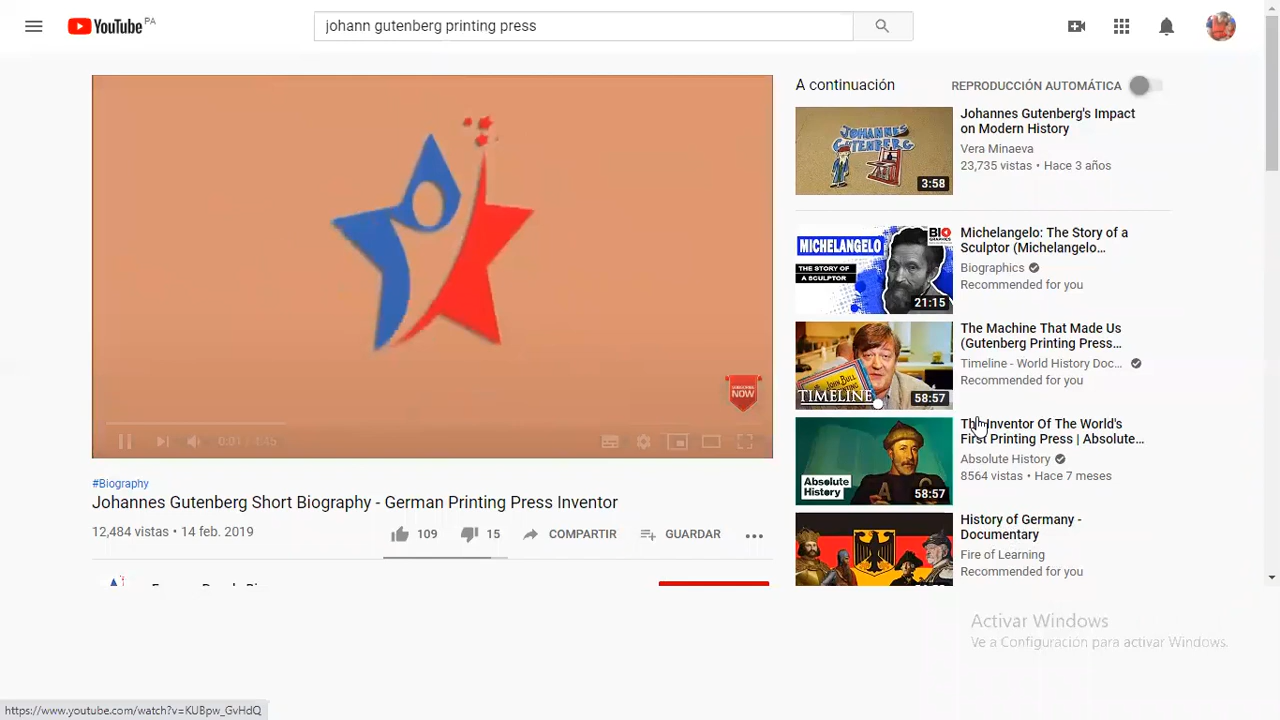 YouTube PA
johann gutenberg printing press
SUBSCRIBE
NOW
#Biography
Johannes Gutenberg Short Biography - German Printing Press Inventor
12,484 vistas • 14 feb. 2019
109
15
COMPARTIR
GUARDAR
A continuación
REPRODUCCIÓN AUTOMÁTICA
JOHANNES
GUTENBERG
3:58
Johannes Gutenberg's Impact
on Modern History
Vera Minaeva
23,735 vistas • Hace 3 años
MICHELANGELO
THE STORY OF
A SCULPTOR
BIO
GRAPHICS
21:15
Michelangelo: The Story of a
Sculptor (Michelangelo…
Biographics
Recommended for you
JOHN BULL
TIMELINE
58:57
The Machine That Made Us
(Gutenberg Printing Press…
Timeline - World History Doc…
Recommended for you
Absolute
History
58:57
The Inventor Of The World's
First Printing Press | Absolute…
Absolute History
8564 vistas • Hace 7 meses
History of Germany -
Documentary
Fire of Learning
Recommended for you
Activar Windows
Ve a Configuración para activar Windows.
https://www.youtube.com/watch?v=KUBpw_GvHdQ